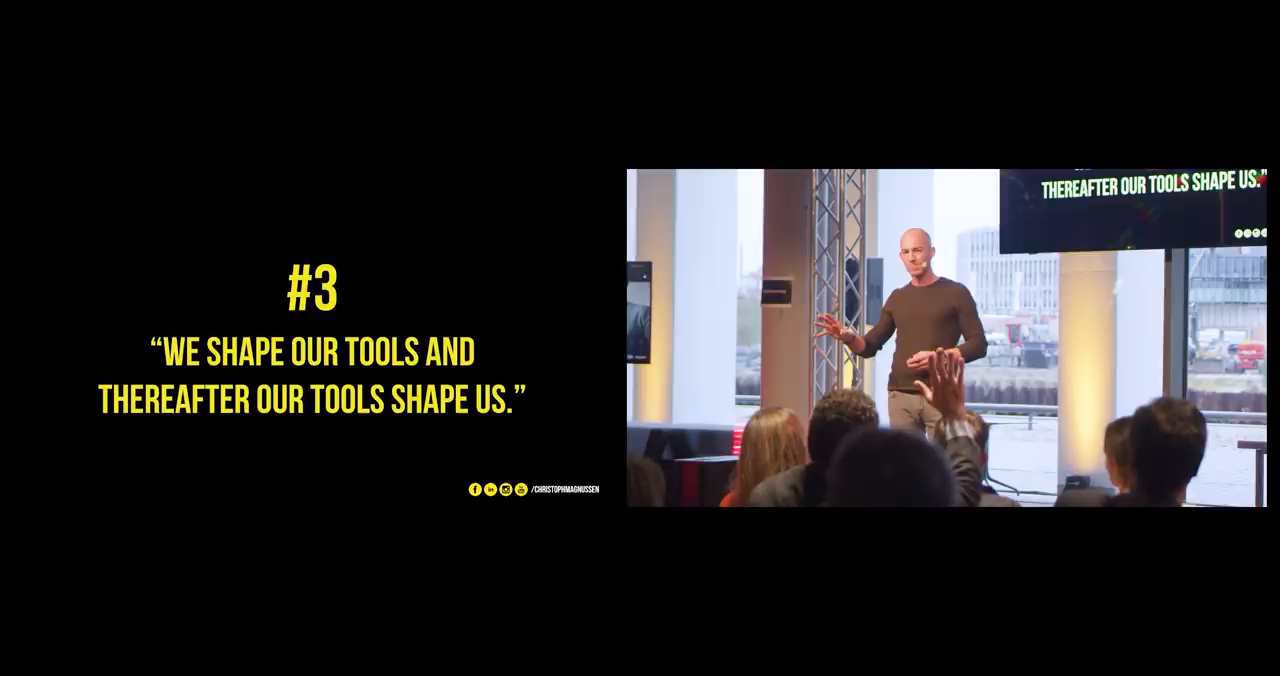 #3
“WE SHAPE OUR TOOLS AND
THEREAFTER OUR TOOLS SHAPE US.”
/CHRISTOPHMAGNUSSEN
THEREAFTER OUR TOOLS SHAPE US.”